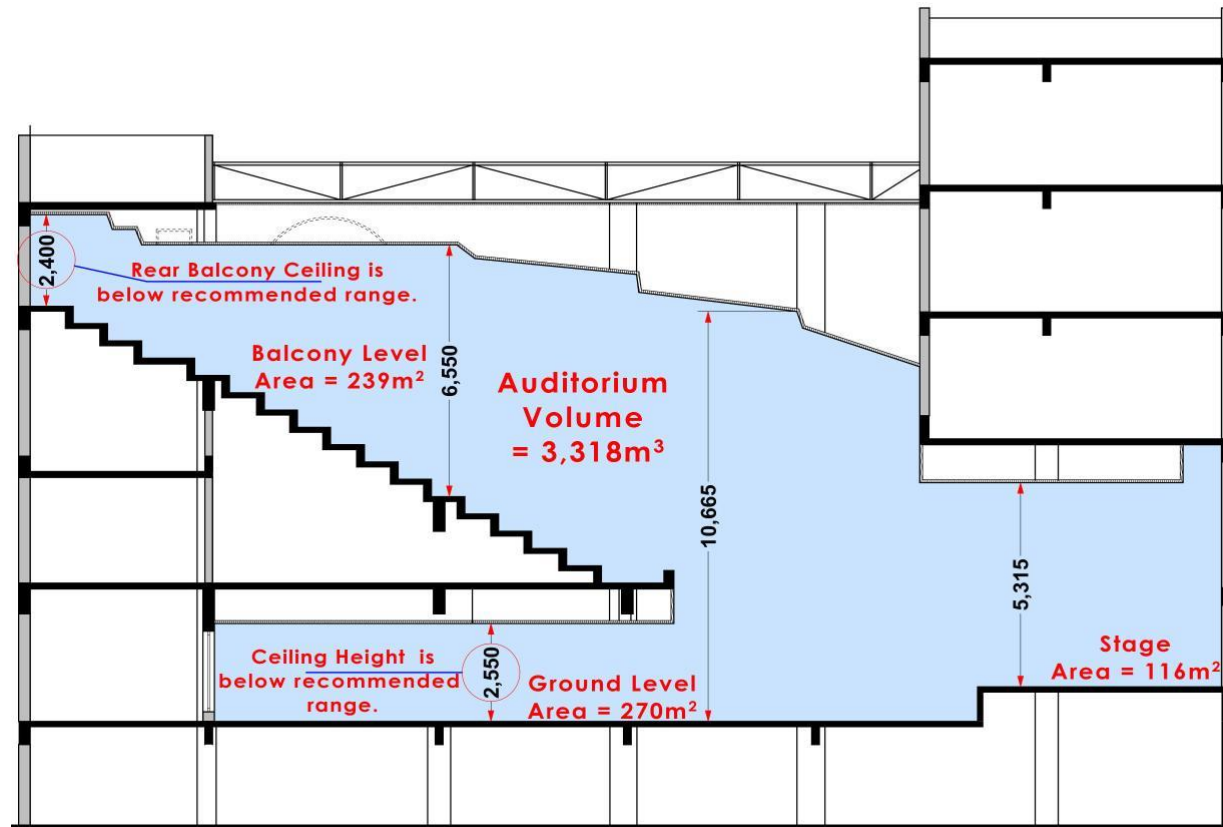 2,400
Rear Balcony Ceiling is
below recommended range.
Balcony Level
Area = 239m²
6,550
Auditorium
Volume
= 3,318m³
10,665
5,315
Ceiling Height is
below recommended
range.
2,550
Ground Level
Area = 270m²
Stage
Area = 116m²